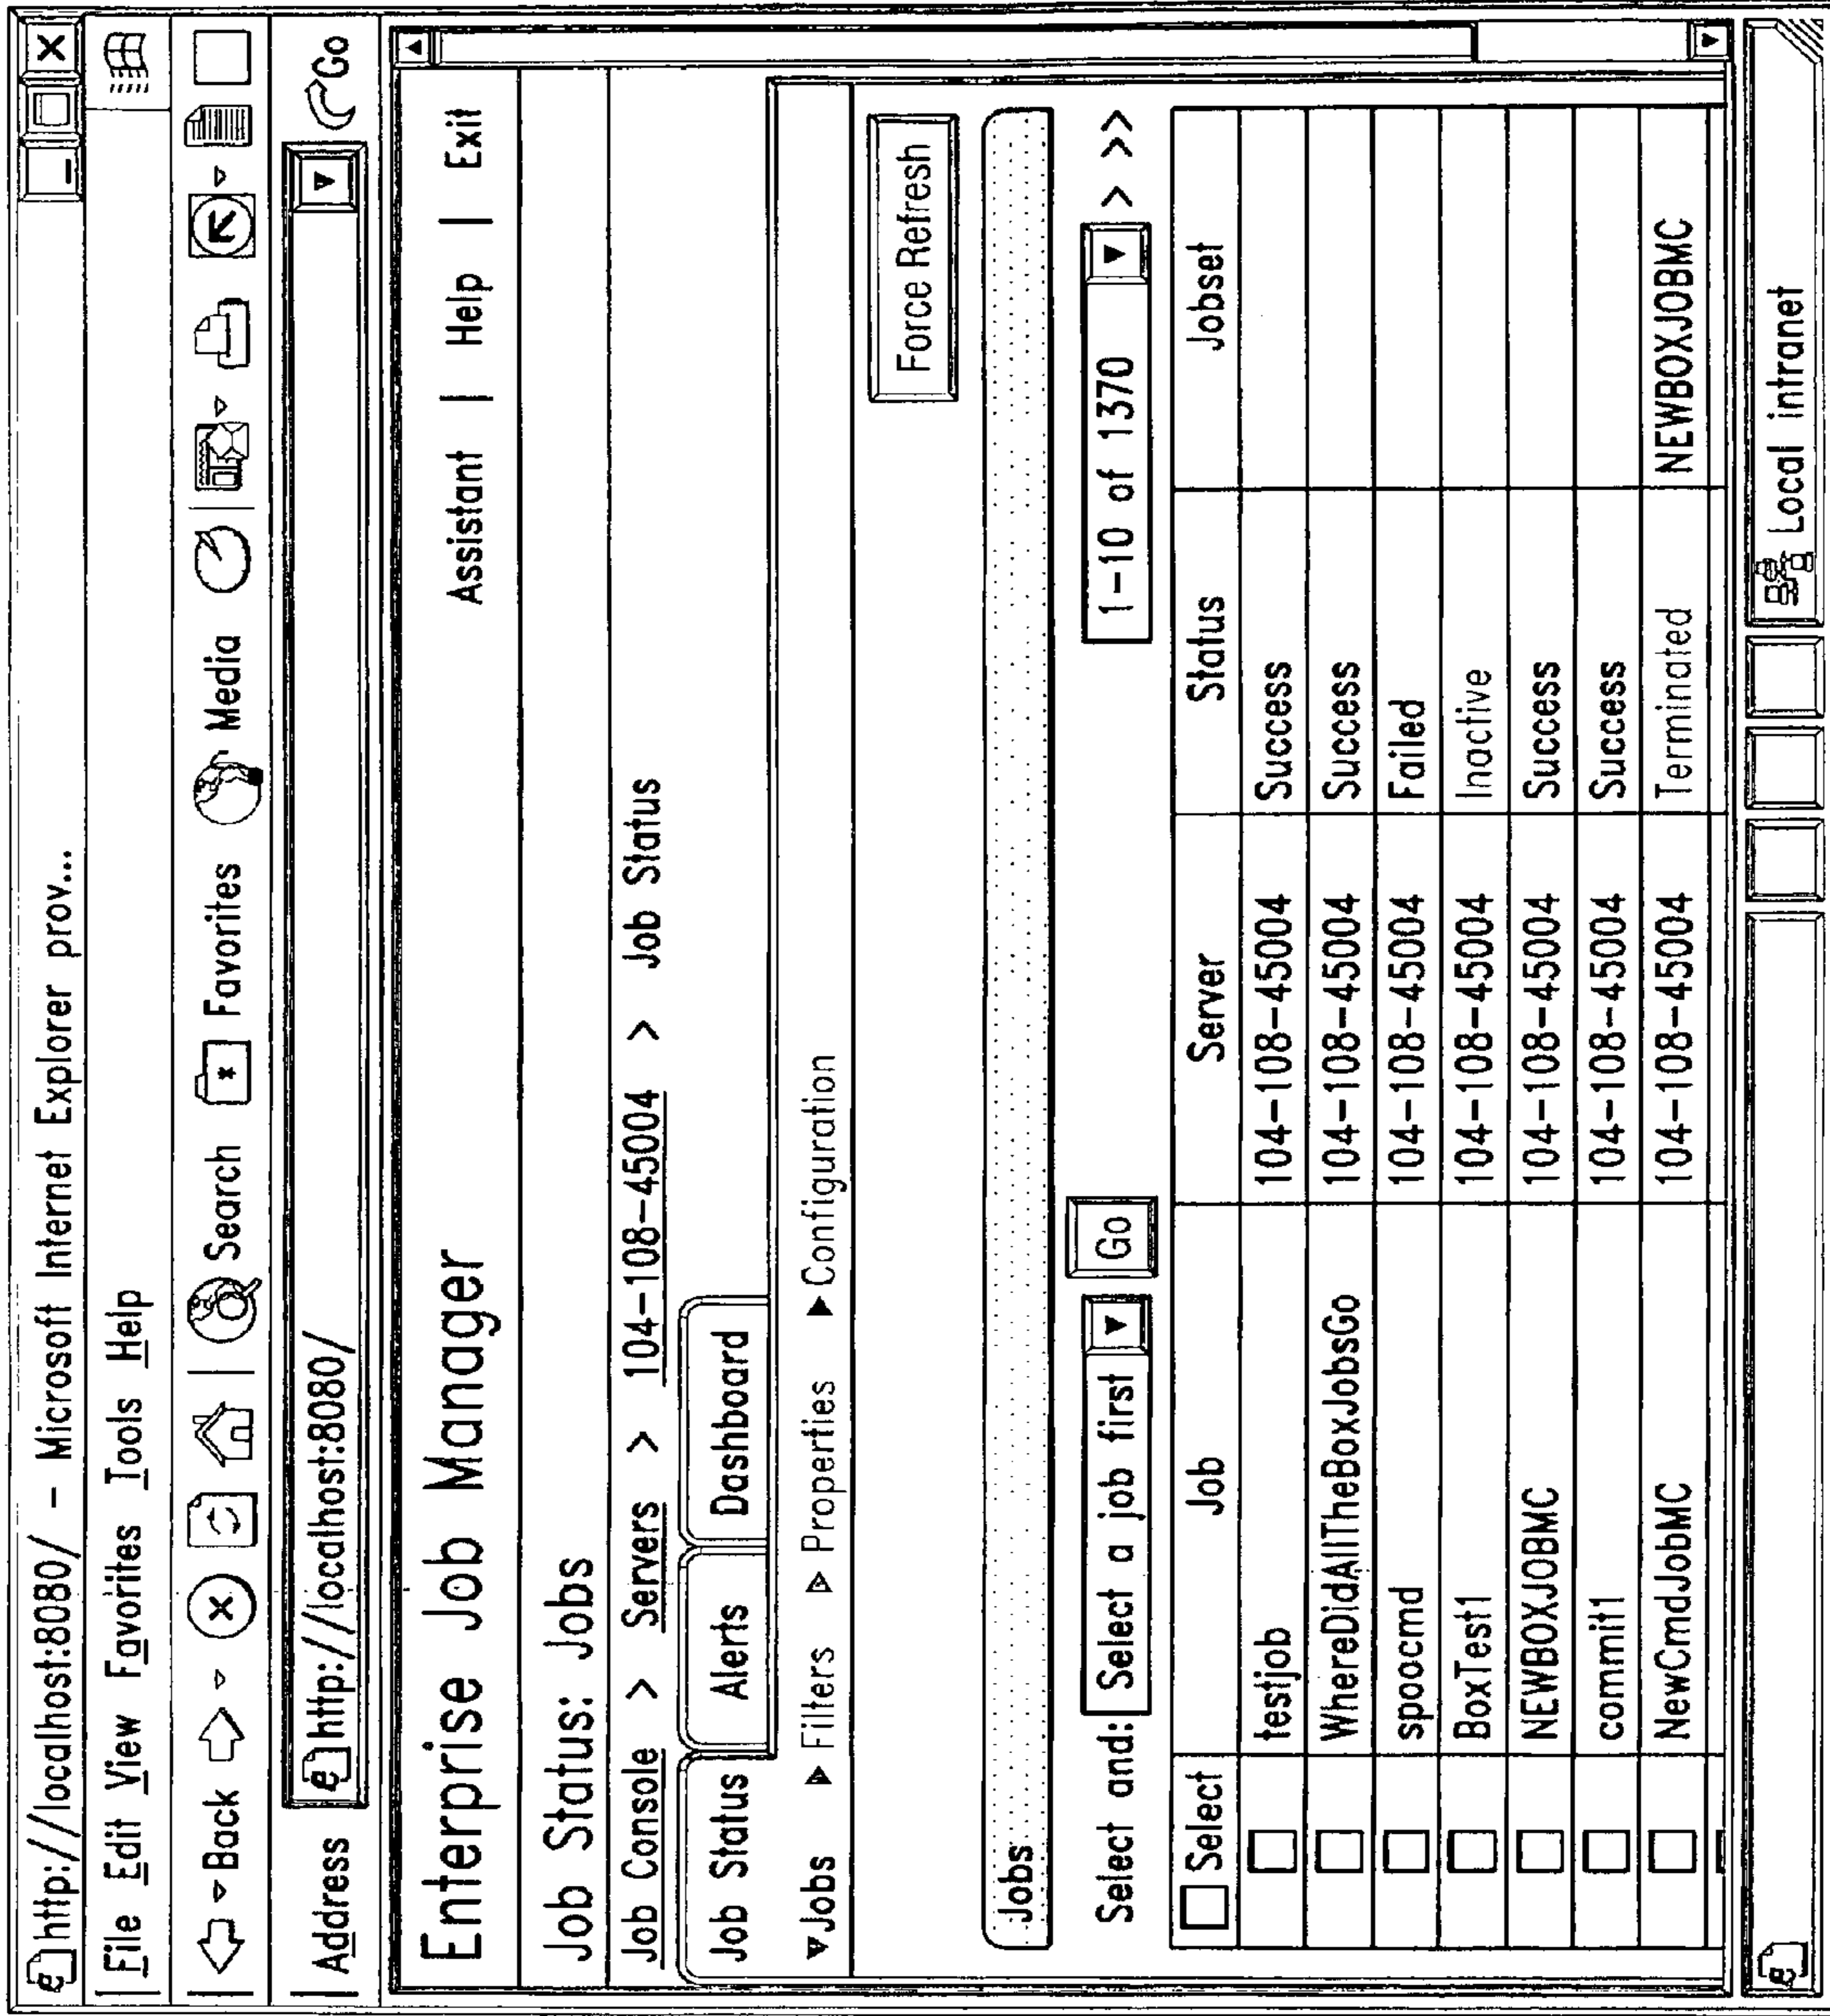 http://localhost:8080/ - Microsoft Internet Explorer prov...
File Edit View Favorites Tools Help
Back Search Favorites Media
Address http://localhost:8080/ Go
Enterprise Job Manager Assistant | Help | Exit
Job Status: Jobs
Job Console > Servers > 104-108-45004 > Job Status
Job Status Alerts Dashboard
Jobs Filters Properties Configuration
Force Refresh
Jobs
Select and: Select a job first Go 1-10 of 1370 > >>
Select Job Server Status Jobset
testjob 104-108-45004 Success
WhereDidAllTheBoxJobsGo 104-108-45004 Success
spoocmd 104-108-45004 Failed
BoxTest1 104-108-45004 Inactive
NEWBOXJOBMC 104-108-45004 Success
commit1 104-108-45004 Success
NewCmdJobMC 104-108-45004 Terminated NEWBOXJOBMC
Local intranet